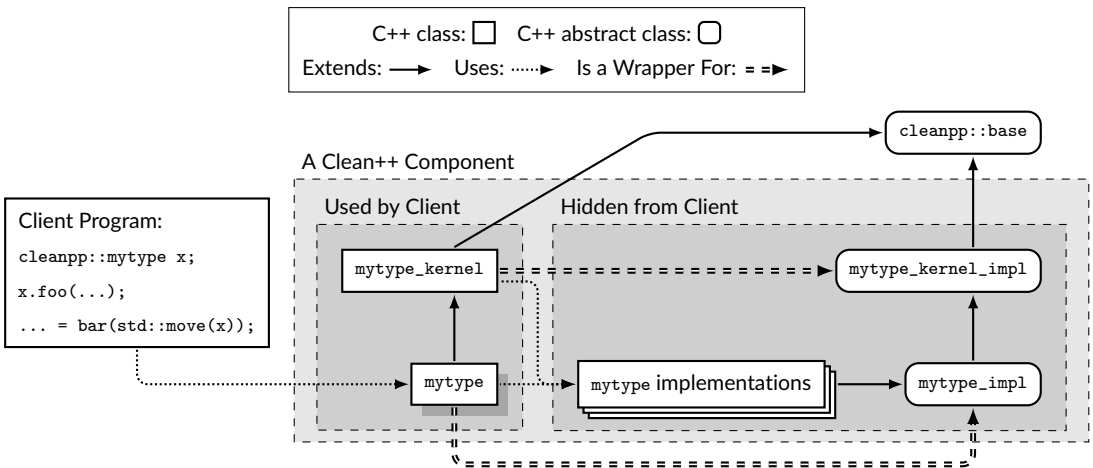 C++ class:
C++ abstract class:
Extends:
Uses:
Is a Wrapper For:
cleanpp::base
A Clean++ Component
Client Program:
cleanpp::mytype x;
x.foo(...);
... = bar(std::move(x));
Used by Client
Hidden from Client
mytype_kernel
mytype_kernel_impl
mytype
mytype implementations
mytype_impl